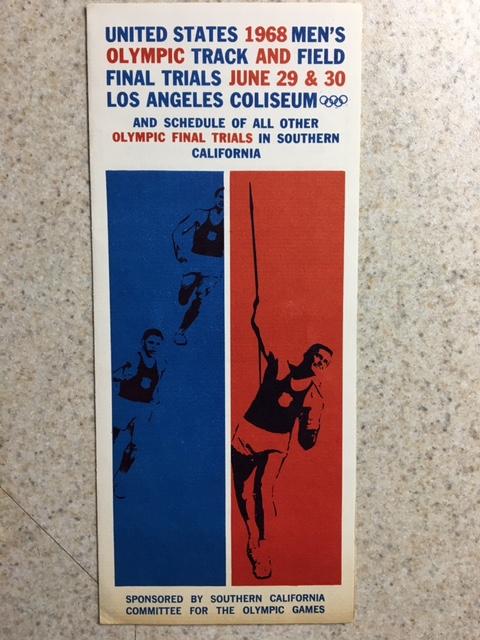 UNITED STATES 1968 MEN'S
OLYMPIC TRACK AND FIELD
FINAL TRIALS JUNE 29 & 30
LOS ANGELES COLISEUM
AND SCHEDULE OF ALL OTHER
OLYMPIC FINAL TRIALS IN SOUTHERN
CALIFORNIA
SPONSORED BY SOUTHERN CALIFORNIA
COMMITTEE FOR THE OLYMPIC GAMES